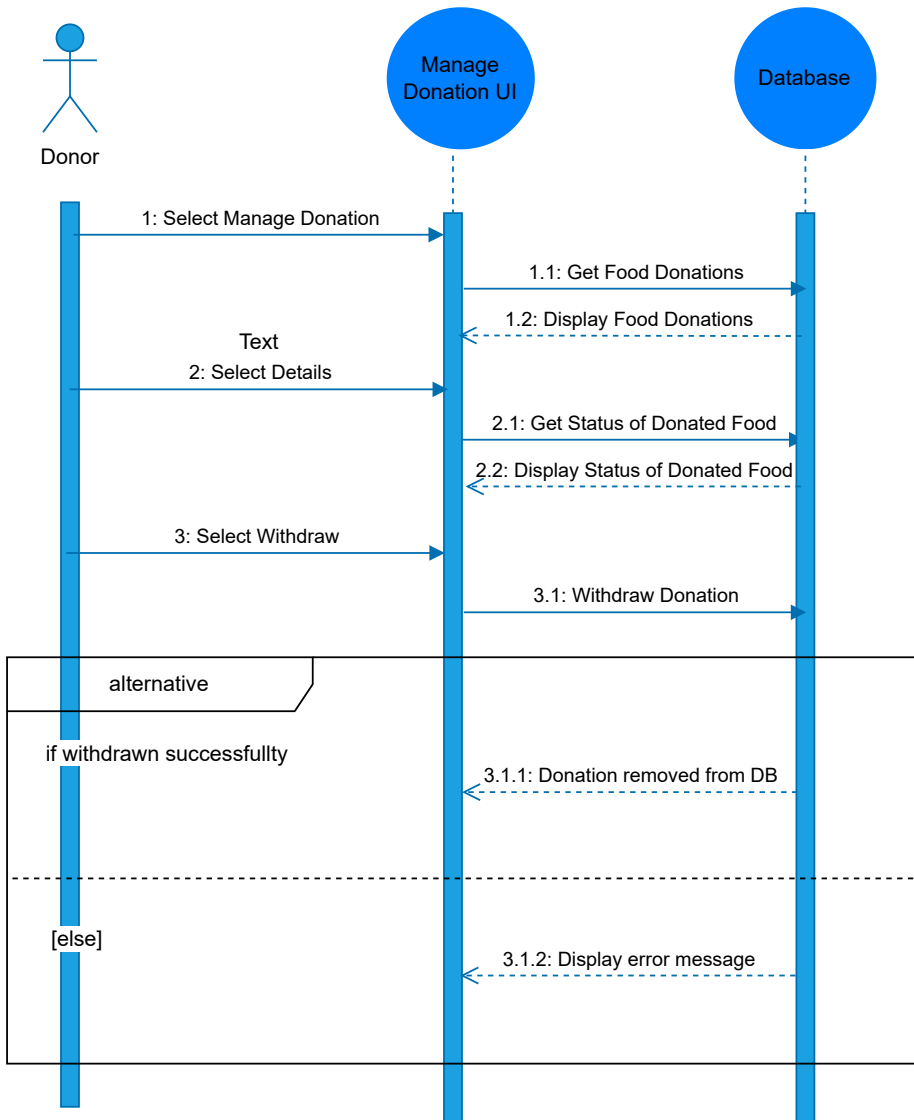 Manage
Donation UI
Database
Donor
1: Select Manage Donation
1.1: Get Food Donations
1.2: Display Food Donations
Text
2: Select Details
2.1: Get Status of Donated Food
2.2: Display Status of Donated Food
3: Select Withdraw
3.1: Withdraw Donation
alternative
if withdrawn successfullty
3.1.1: Donation removed from DB
[else]
3.1.2: Display error message